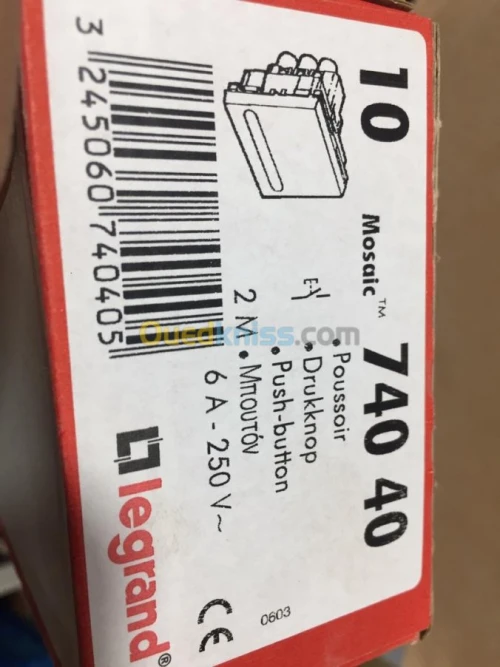 10 Mosaic™ 740 40
• Poussoir
• Drukknop
• Push-button
2 M • Μπουτόν
6 A - 250 V ~
3 245060 740405
legrand®
CE
0603
Ouedkniss.com